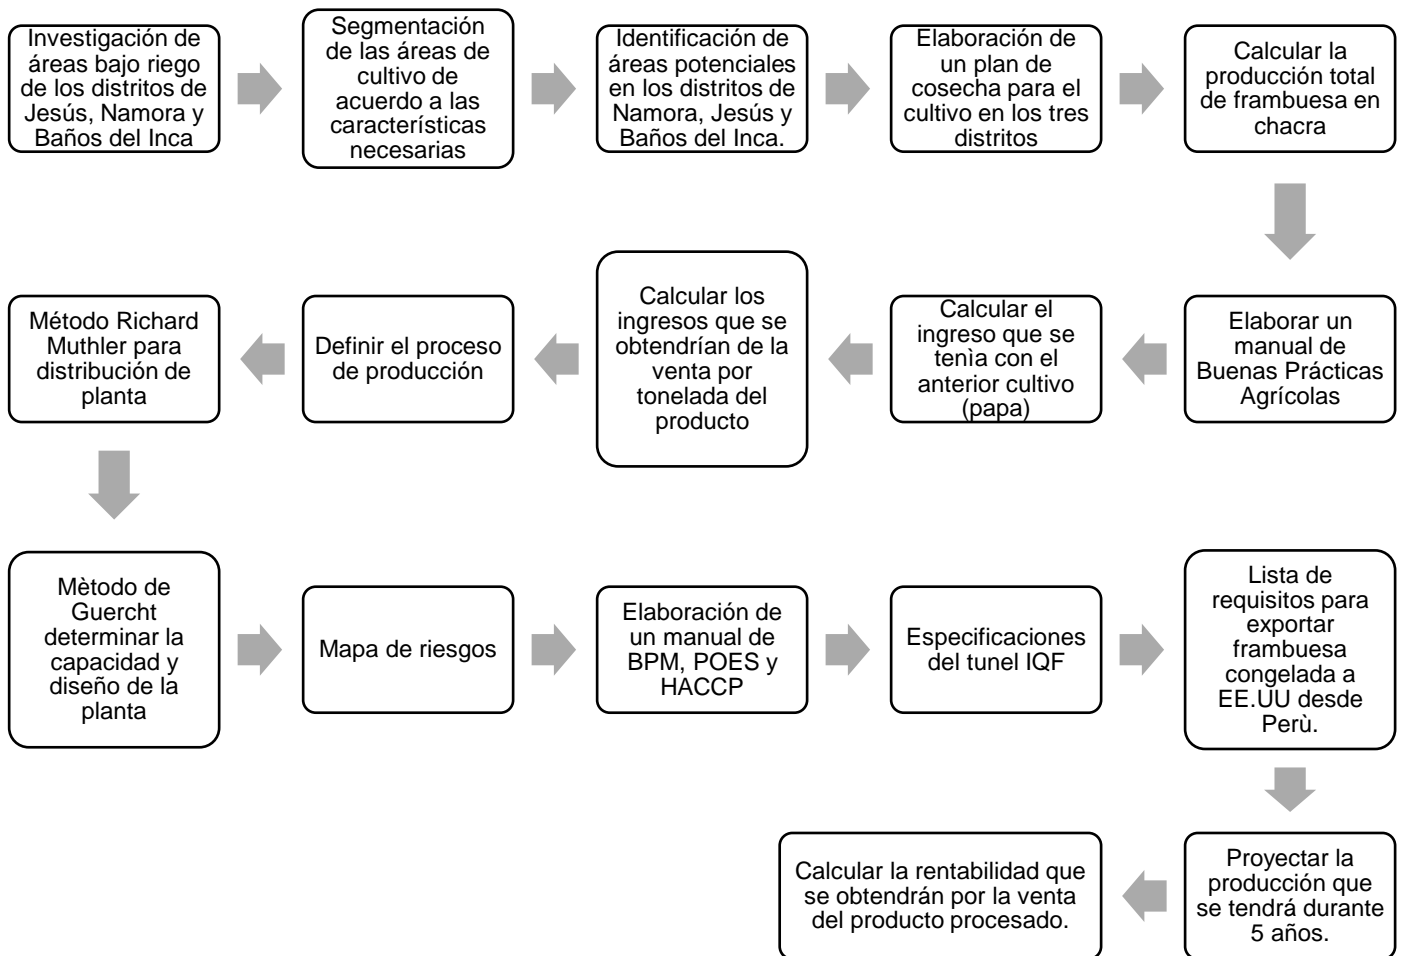 Investigación de
áreas bajo riego
de los distritos de
Jesús, Namora y
Baños del Inca
Segmentación
de las áreas de
cultivo de
acuerdo a las
características
necesarias
Identificación de
áreas potenciales
en los distritos de
Namora, Jesús y
Baños del Inca.
Elaboración de
un plan de
cosecha para el
cultivo en los tres
distritos
Calcular la
producción total
de frambuesa en
chacra
Elaborar un
manual de
Buenas Prácticas
Agrícolas
Calcular el
ingreso que se
tenìa con el
anterior cultivo
(papa)
Calcular los
ingresos que se
obtendrían de la
venta por
tonelada del
producto
Definir el proceso
de producción
Método Richard
Muthler para
distribución de
planta
Mètodo de
Guercht
determinar la
capacidad y
diseño de la
planta
Mapa de riesgos
Elaboración de
un manual de
BPM, POES y
HACCP
Especificaciones
del tunel IQF
Lista de
requisitos para
exportar
frambuesa
congelada a
EE.UU desde
Perù.
Proyectar la
producción que
se tendrá durante
5 años.
Calcular la rentabilidad que
se obtendrán por la venta
del producto procesado.